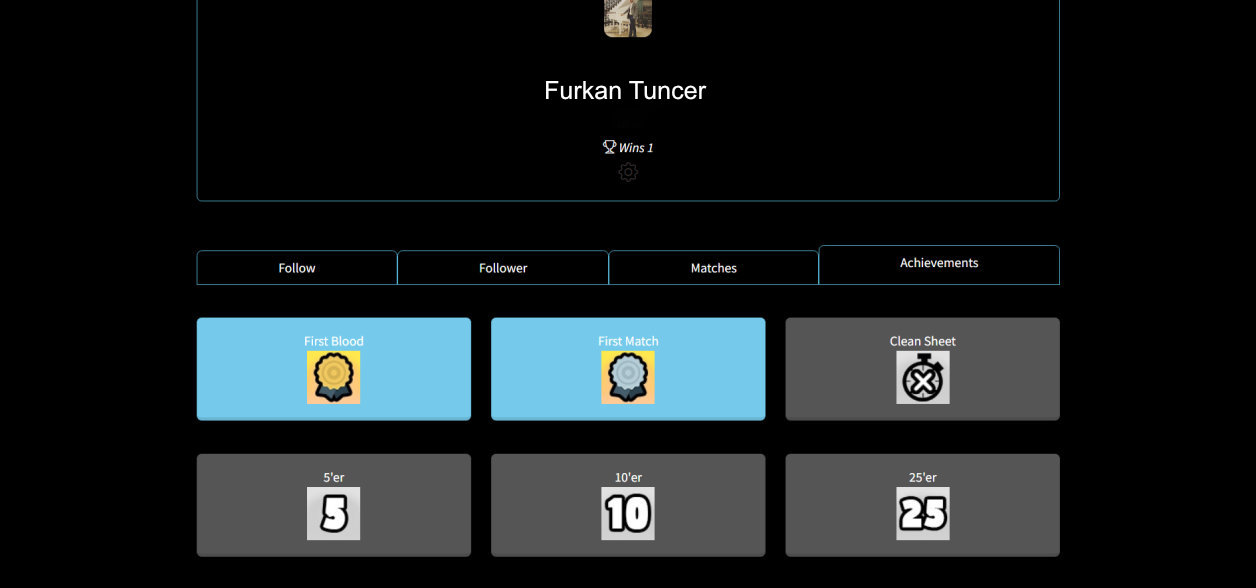 Furkan Tuncer
Wins 1
Follow
Follower
Matches
Achievements
First Blood
First Match
Clean Sheet
5'er
10'er
25'er
5
10
25